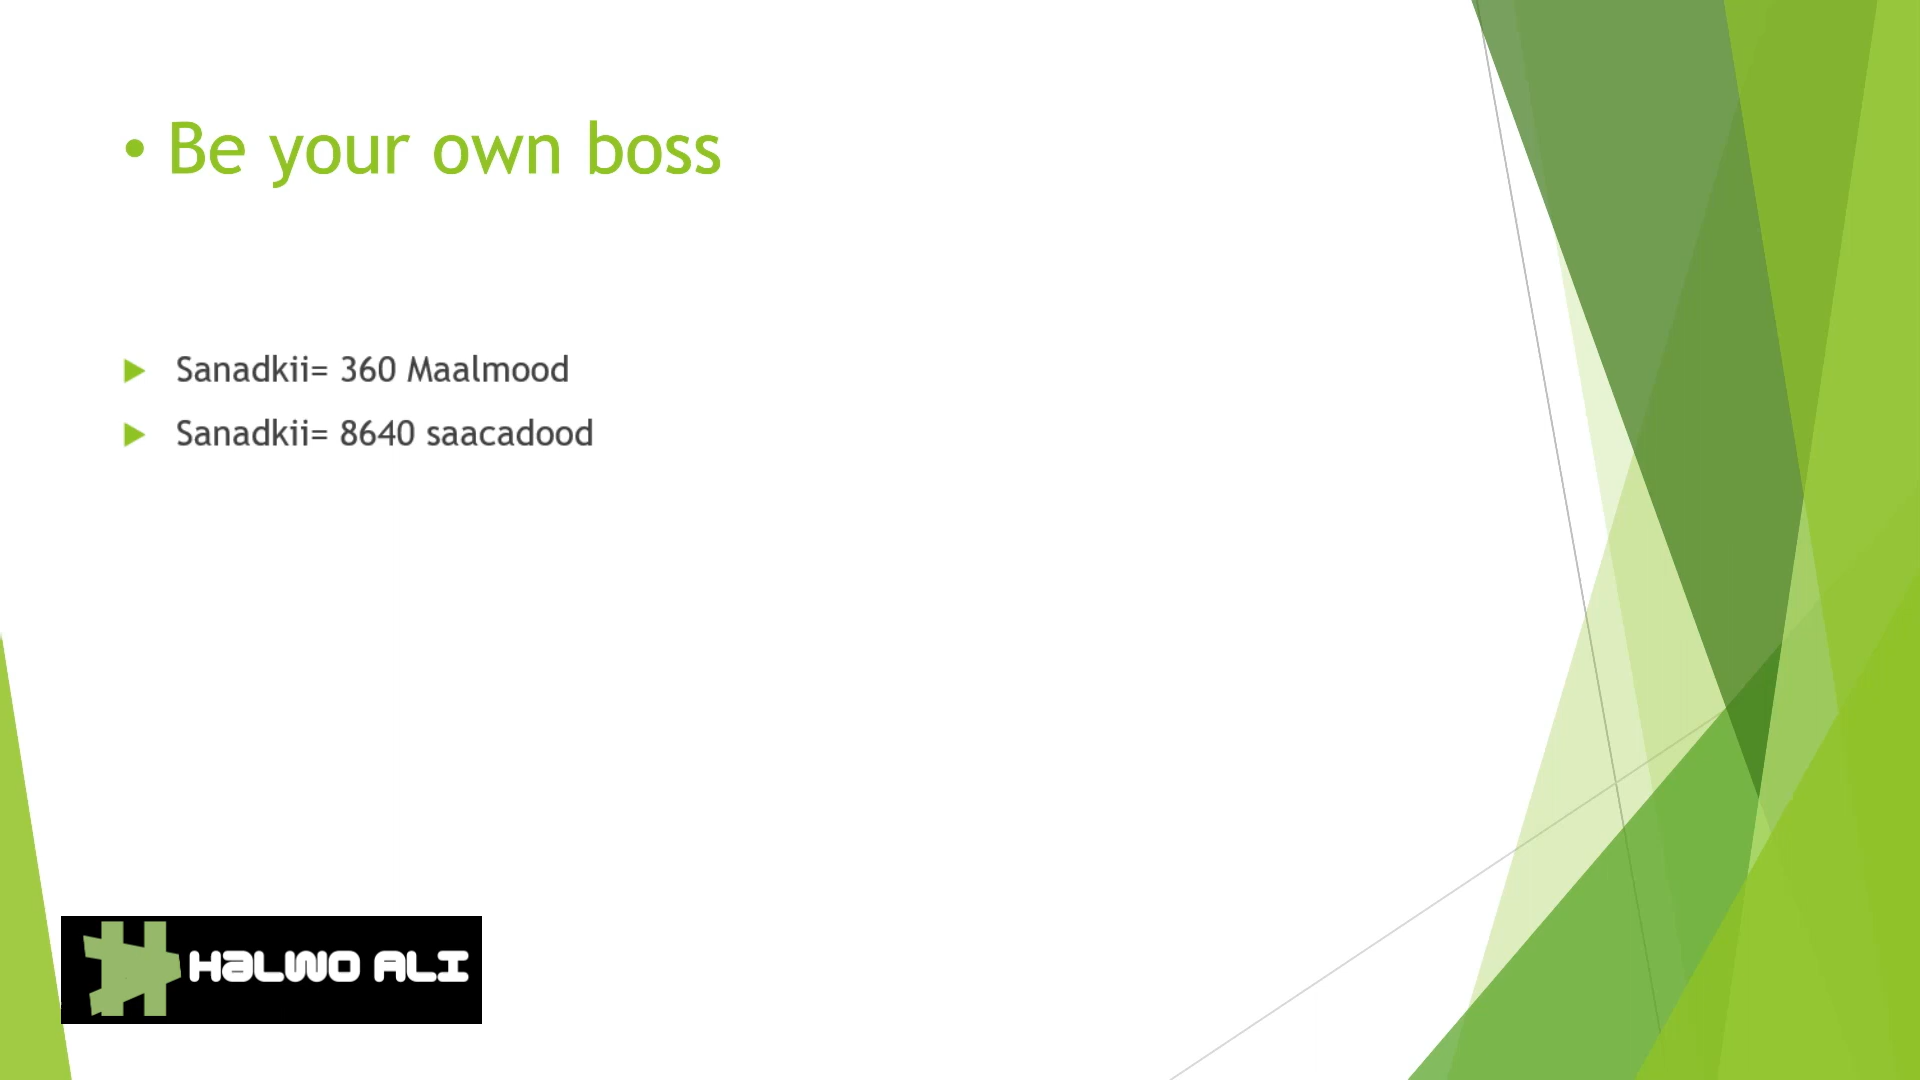 • Be your own boss
Sanadkii= 360 Maalmood
Sanadkii= 8640 saacadood
HALWO ALI